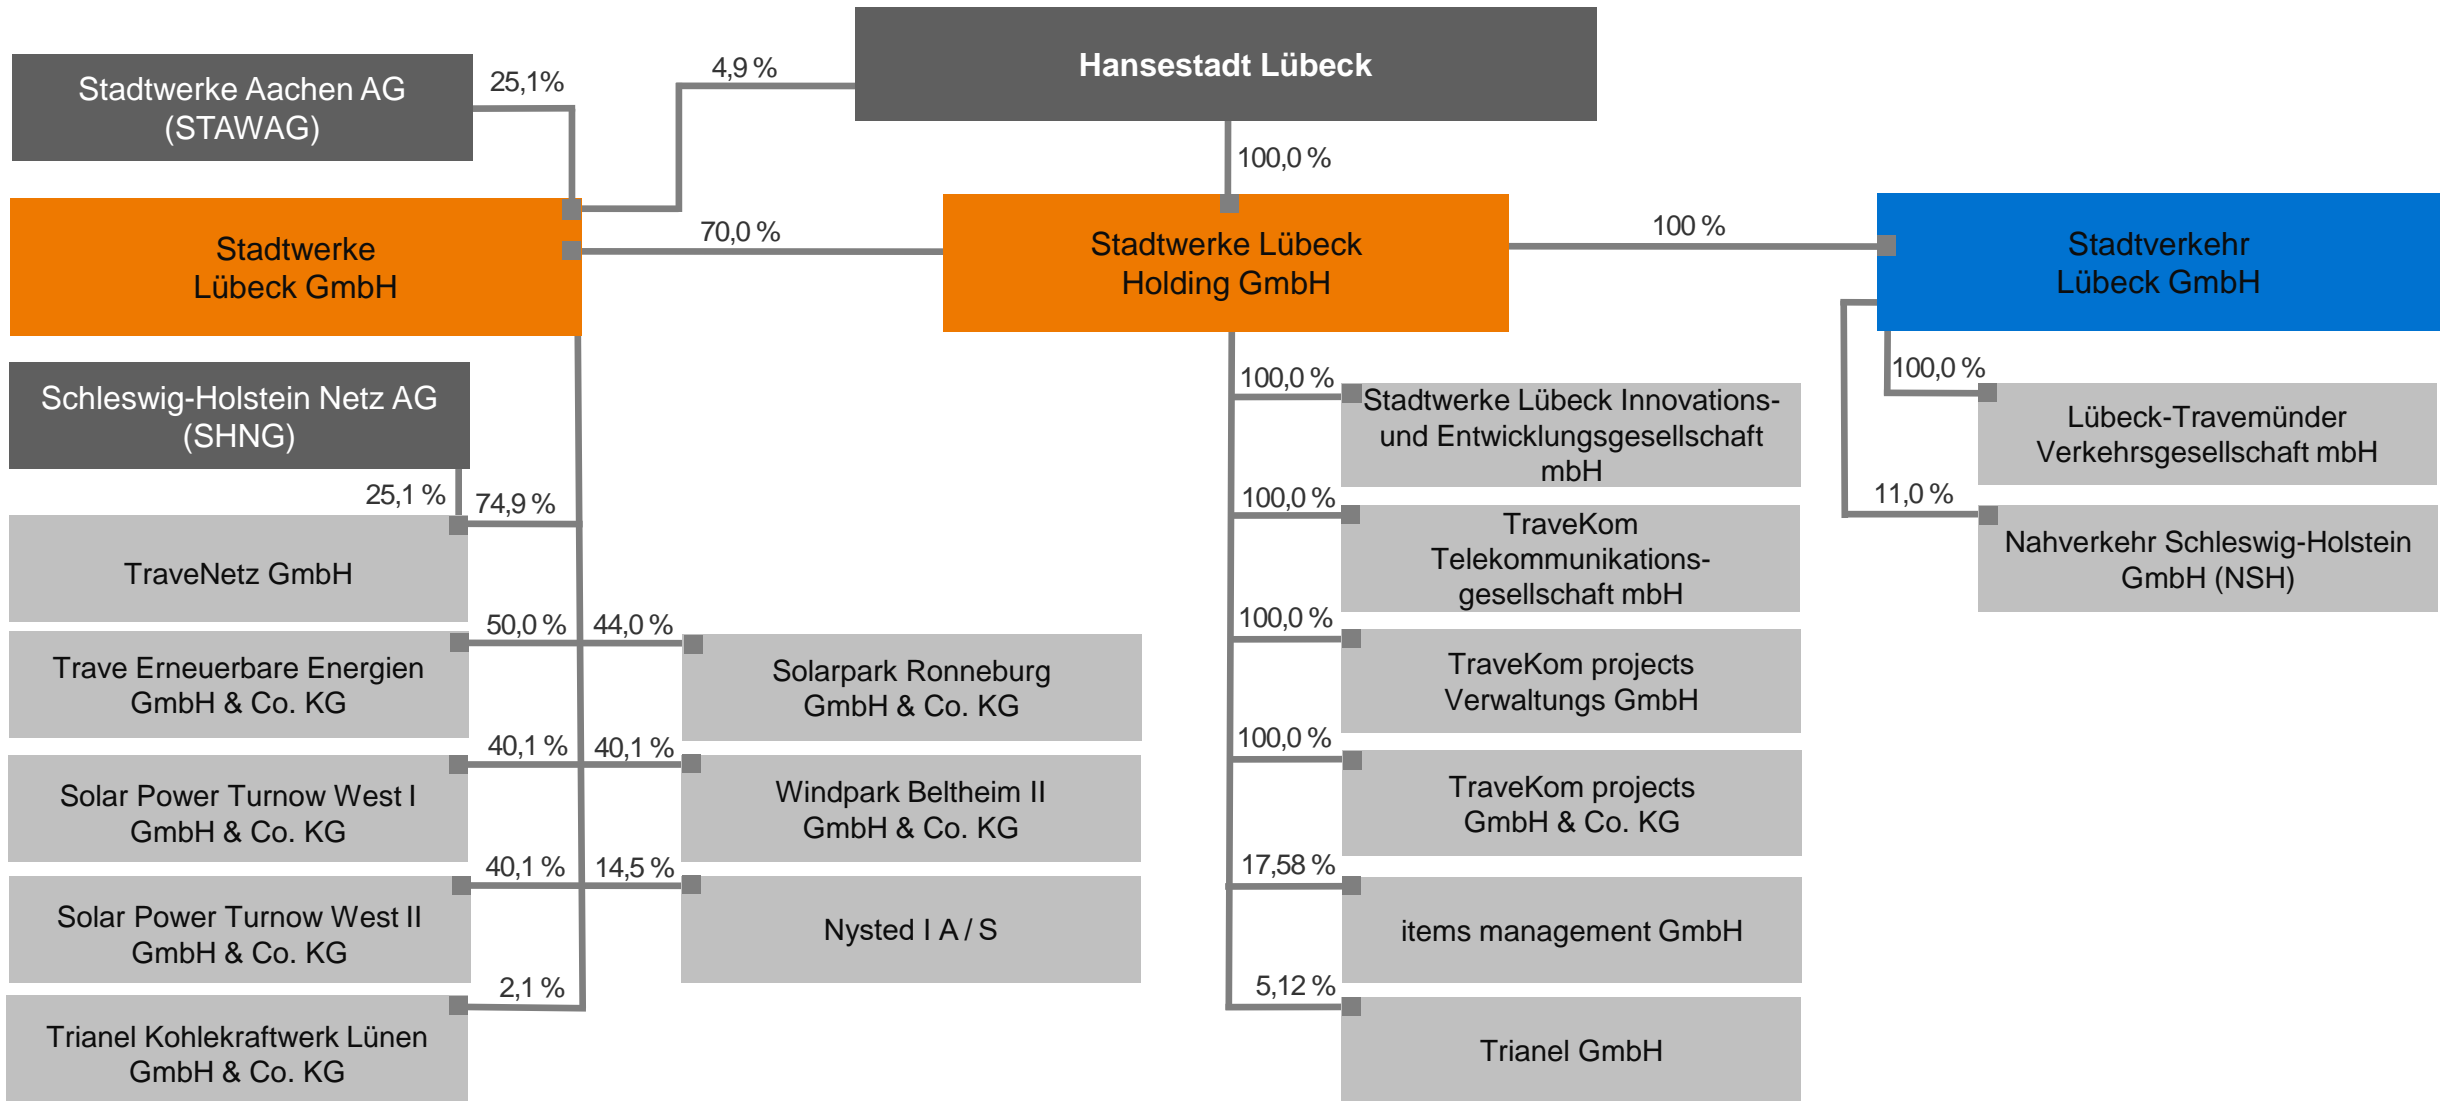 Hansestadt Lübeck
Stadtwerke Aachen AG
(STAWAG)
25,1%
4,9 %
100,0 %
Stadtwerke
Lübeck GmbH
70,0 %
Stadtwerke Lübeck
Holding GmbH
100 %
Stadtverkehr
Lübeck GmbH
Schleswig-Holstein Netz AG
(SHNG)
25,1 %
74,9 %
TraveNetz GmbH
50,0 %
44,0 %
Trave Erneuerbare Energien
GmbH & Co. KG
Solarpark Ronneburg
GmbH & Co. KG
40,1 %
40,1 %
Solar Power Turnow West I
GmbH & Co. KG
Windpark Beltheim II
GmbH & Co. KG
40,1 %
14,5 %
Solar Power Turnow West II
GmbH & Co. KG
Nysted I A / S
2,1 %
Trianel Kohlekraftwerk Lünen
GmbH & Co. KG
100,0 %
Stadtwerke Lübeck Innovations-
und Entwicklungsgesellschaft
mbH
100,0 %
TraveKom
Telekommunikations-
gesellschaft mbH
100,0 %
TraveKom projects
Verwaltungs GmbH
100,0 %
TraveKom projects
GmbH & Co. KG
17,58 %
items management GmbH
5,12 %
Trianel GmbH
100,0 %
Lübeck-Travemünder
Verkehrsgesellschaft mbH
11,0 %
Nahverkehr Schleswig-Holstein
GmbH (NSH)